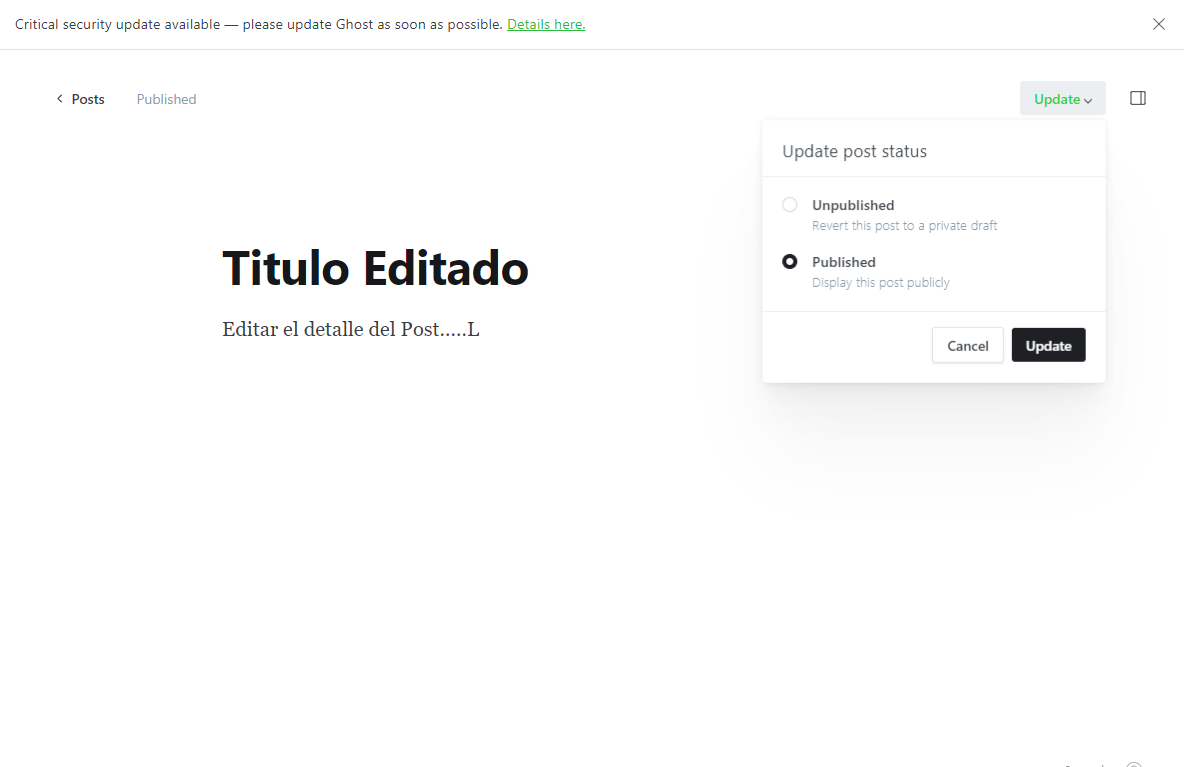 Critical security update available — please update Ghost as soon as possible. Details here.
Posts Published Update
Update post status
Unpublished
Revert this post to a private draft
Published
Display this post publicly
Cancel Update
Titulo Editado
Editar el detalle del Post.....L